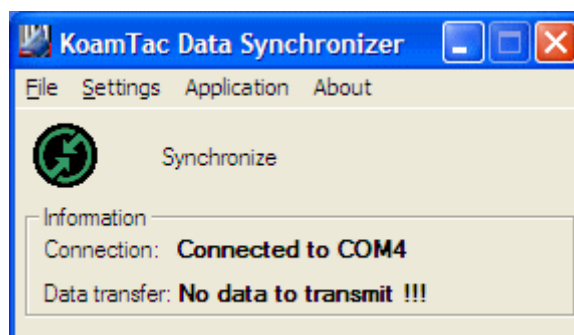 KoamTac Data Synchronizer
File Settings Application About
Synchronize
Information
Connection: Connected to COM4
Data transfer: No data to transmit !!!